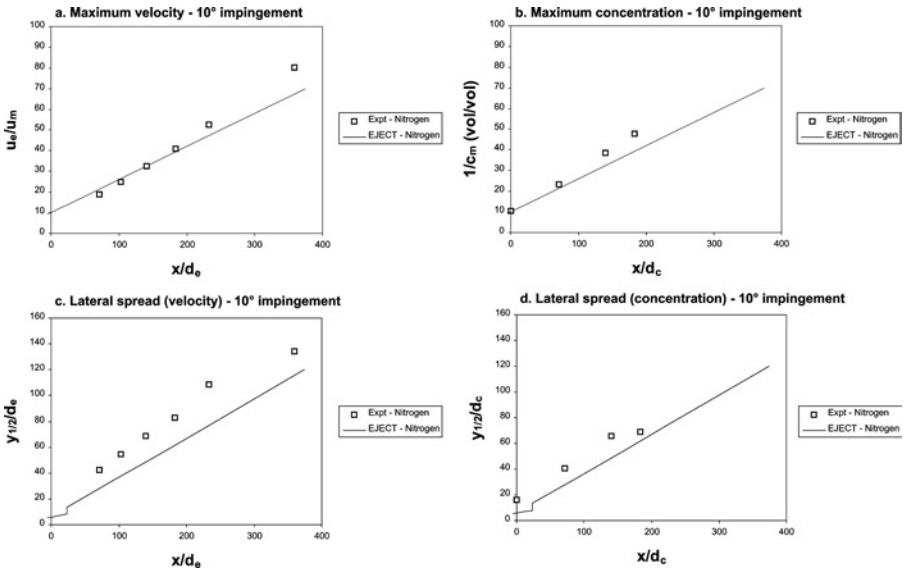 a. Maximum velocity - 10° impingement
100
90
80
70
60
50
40
30
20
10
0
0 100 200 300 400
uₑ/uₘ
x/dₑ
Expt - Nitrogen
EJECT - Nitrogen
b. Maximum concentration - 10° impingement
100
90
80
70
60
50
40
30
20
10
0
0 100 200 300 400
1/cₘ (vol/vol)
x/d꜀
Expt - Nitrogen
EJECT - Nitrogen
c. Lateral spread (velocity) - 10° impingement
160
140
120
100
80
60
40
20
0
0 100 200 300 400
y₁/₂/dₑ
x/dₑ
Expt - Nitrogen
EJECT - Nitrogen
d. Lateral spread (concentration) - 10° impingement
160
140
120
100
80
60
40
20
0
0 100 200 300 400
y₁/₂/d꜀
x/d꜀
Expt - Nitrogen
EJECT - Nitrogen